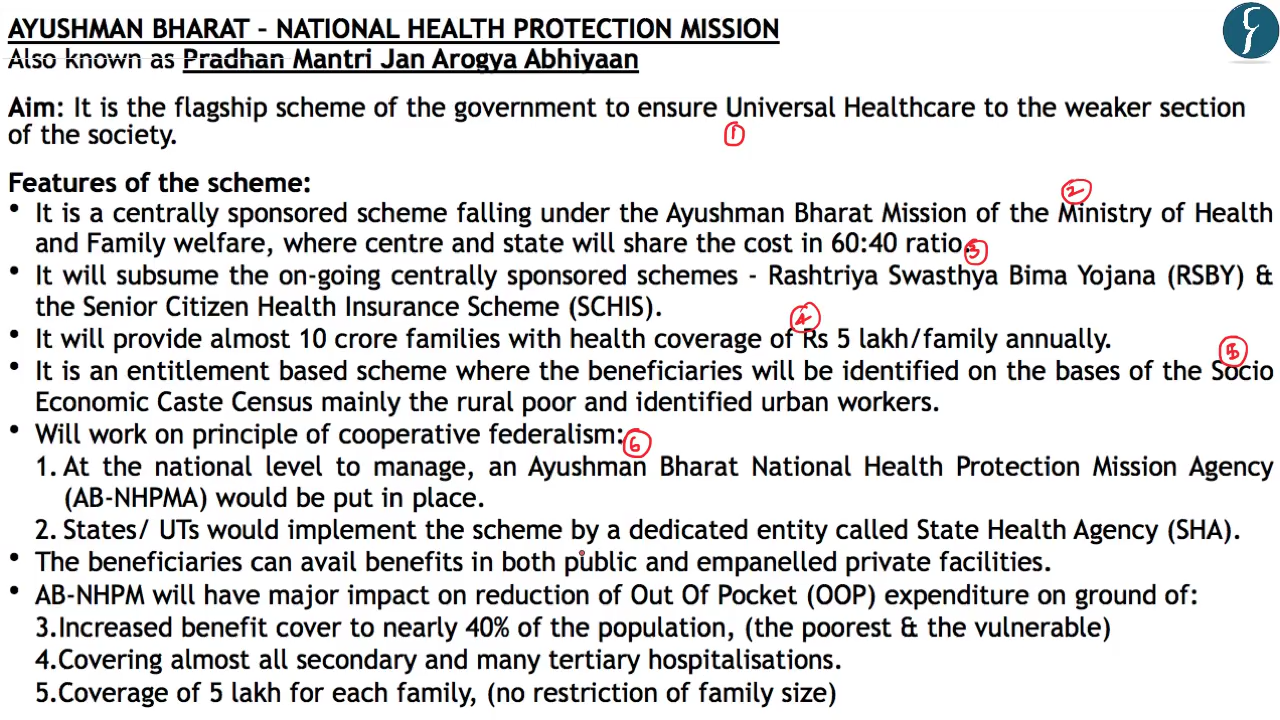 AYUSHMAN BHARAT – NATIONAL HEALTH PROTECTION MISSION
Also known as Pradhan Mantri Jan Arogya Abhiyaan
Aim: It is the flagship scheme of the government to ensure Universal Healthcare to the weaker section
of the society.
1
Features of the scheme:
2
• It is a centrally sponsored scheme falling under the Ayushman Bharat Mission of the Ministry of Health
and Family welfare, where centre and state will share the cost in 60:40 ratio.
3
• It will subsume the on-going centrally sponsored schemes - Rashtriya Swasthya Bima Yojana (RSBY) &
the Senior Citizen Health Insurance Scheme (SCHIS).
4
• It will provide almost 10 crore families with health coverage of Rs 5 lakh/family annually.
5
• It is an entitlement based scheme where the beneficiaries will be identified on the bases of the Socio
Economic Caste Census mainly the rural poor and identified urban workers.
• Will work on principle of cooperative federalism:
6
1. At the national level to manage, an Ayushman Bharat National Health Protection Mission Agency
(AB-NHPMA) would be put in place.
2. States/ UTs would implement the scheme by a dedicated entity called State Health Agency (SHA).
• The beneficiaries can avail benefits in both public and empanelled private facilities.
• AB-NHPM will have major impact on reduction of Out Of Pocket (OOP) expenditure on ground of:
3.Increased benefit cover to nearly 40% of the population, (the poorest & the vulnerable)
4.Covering almost all secondary and many tertiary hospitalisations.
5.Coverage of 5 lakh for each family, (no restriction of family size)